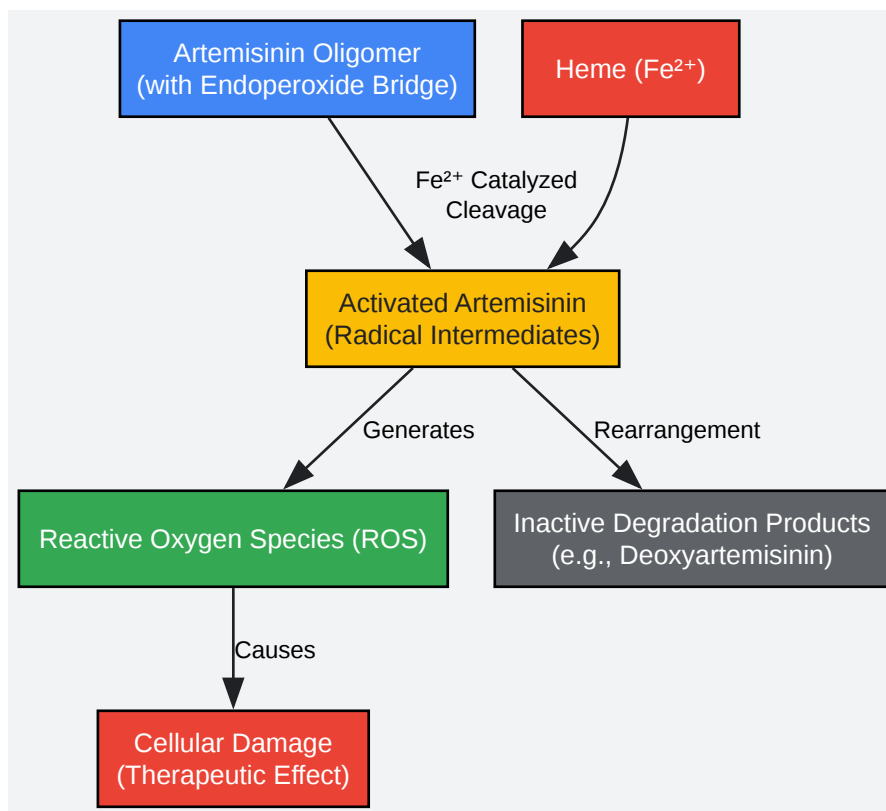 Artemisinin Oligomer
(with Endoperoxide Bridge)
Heme (Fe²⁺)
Fe²⁺ Catalyzed
Cleavage
Activated Artemisinin
(Radical Intermediates)
Generates
Rearrangement
Reactive Oxygen Species (ROS)
Inactive Degradation Products
(e.g., Deoxyartemisinin)
Causes
Cellular Damage
(Therapeutic Effect)